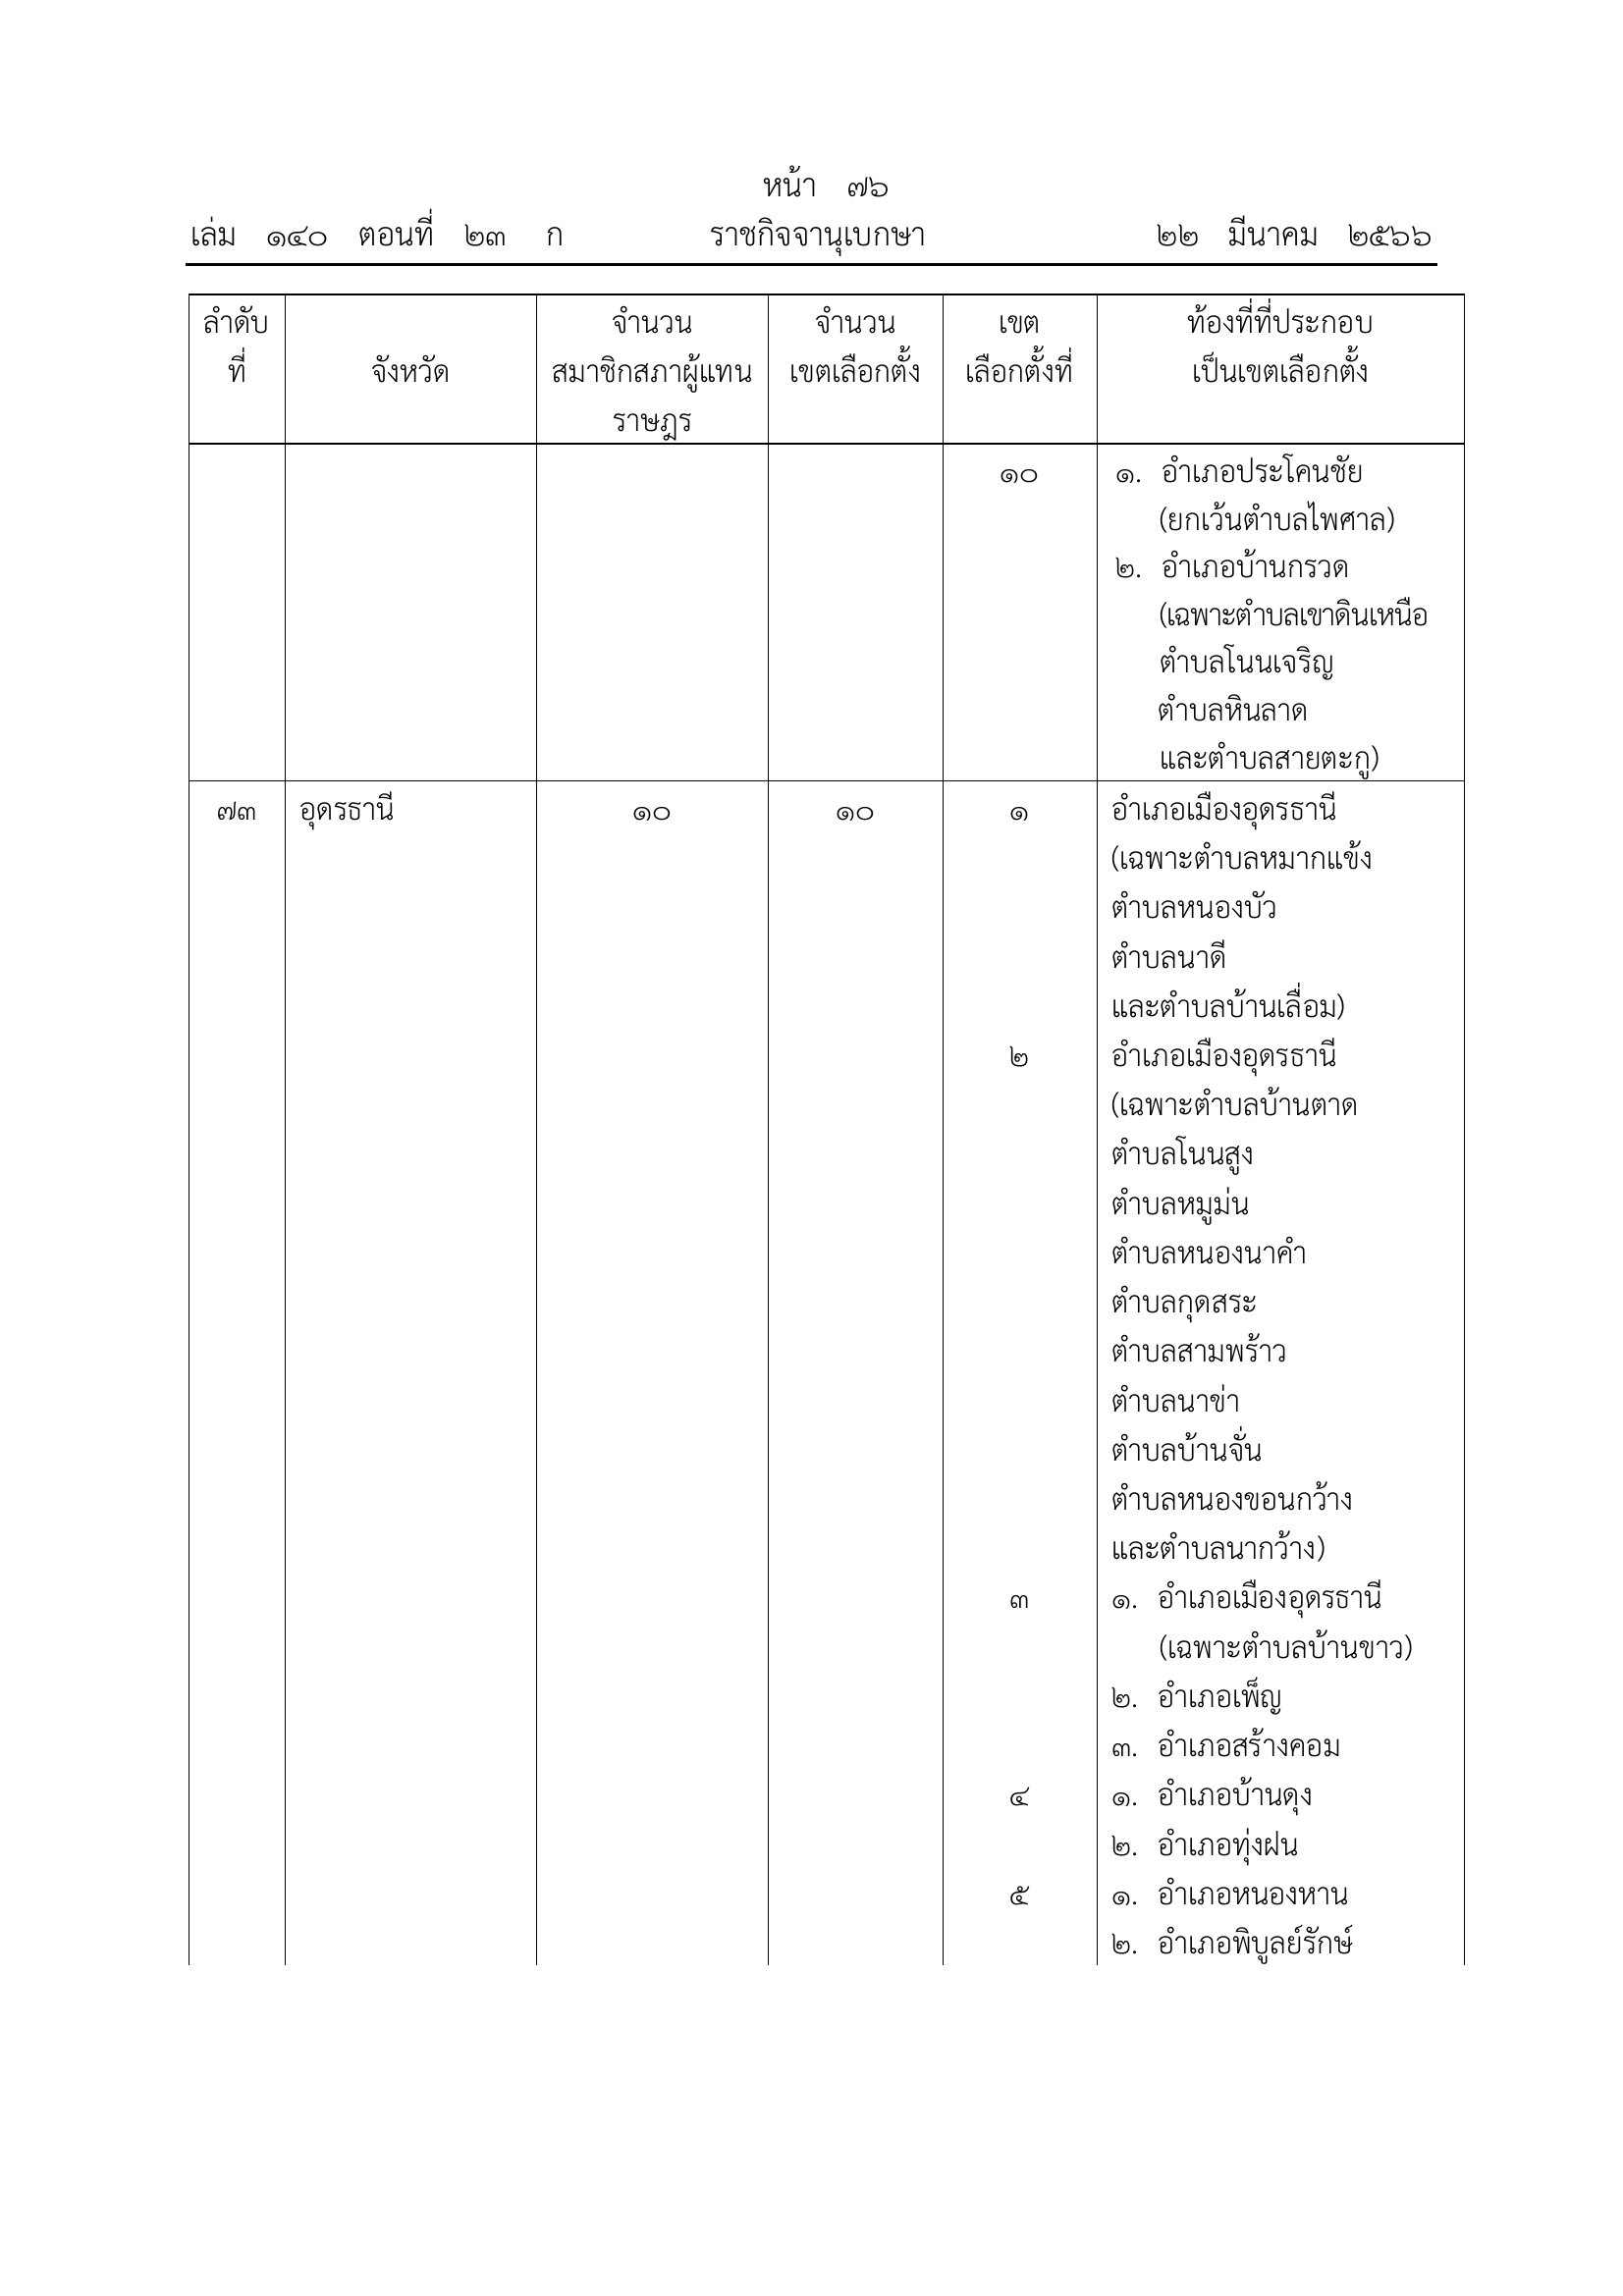 หน้า ๗๖
เล่ม ๑๔๐ ตอนที่ ๒๓ ก ราชกิจจานุเบกษา ๒๒ มีนาคม ๒๕๖๖
ลำดับ จำนวน จำนวน เขต ท้องที่ที่ประกอบ
ที่ จังหวัด สมาชิกสภาผู้แทน เขตเลือกตั้ง เลือกตั้งที่ เป็นเขตเลือกตั้ง
ราษฎร
๑๐ ๑. อำเภอประโคนชัย
(ยกเว้นตำบลไพศาล)
๒. อำเภอบ้านกรวด
(เฉพาะตำบลเขาดินเหนือ
ตำบลโนนเจริญ
ตำบลหินลาด
และตำบลสายตะกู)
๗๓ อุดรธานี ๑๐ ๑๐ ๑ อำเภอเมืองอุดรธานี
(เฉพาะตำบลหมากแข้ง
ตำบลหนองบัว
ตำบลนาดี
และตำบลบ้านเลื่อม)
๒ อำเภอเมืองอุดรธานี
(เฉพาะตำบลบ้านตาด
ตำบลโนนสูง
ตำบลหมูม่น
ตำบลหนองนาคำ
ตำบลกุดสระ
ตำบลสามพร้าว
ตำบลนาข่า
ตำบลบ้านจั่น
ตำบลหนองขอนกว้าง
และตำบลนากว้าง)
๓ ๑. อำเภอเมืองอุดรธานี
(เฉพาะตำบลบ้านขาว)
๒. อำเภอเพ็ญ
๓. อำเภอสร้างคอม
๔ ๑. อำเภอบ้านดุง
๒. อำเภอทุ่งฝน
๕ ๑. อำเภอหนองหาน
๒. อำเภอพิบูลย์รักษ์